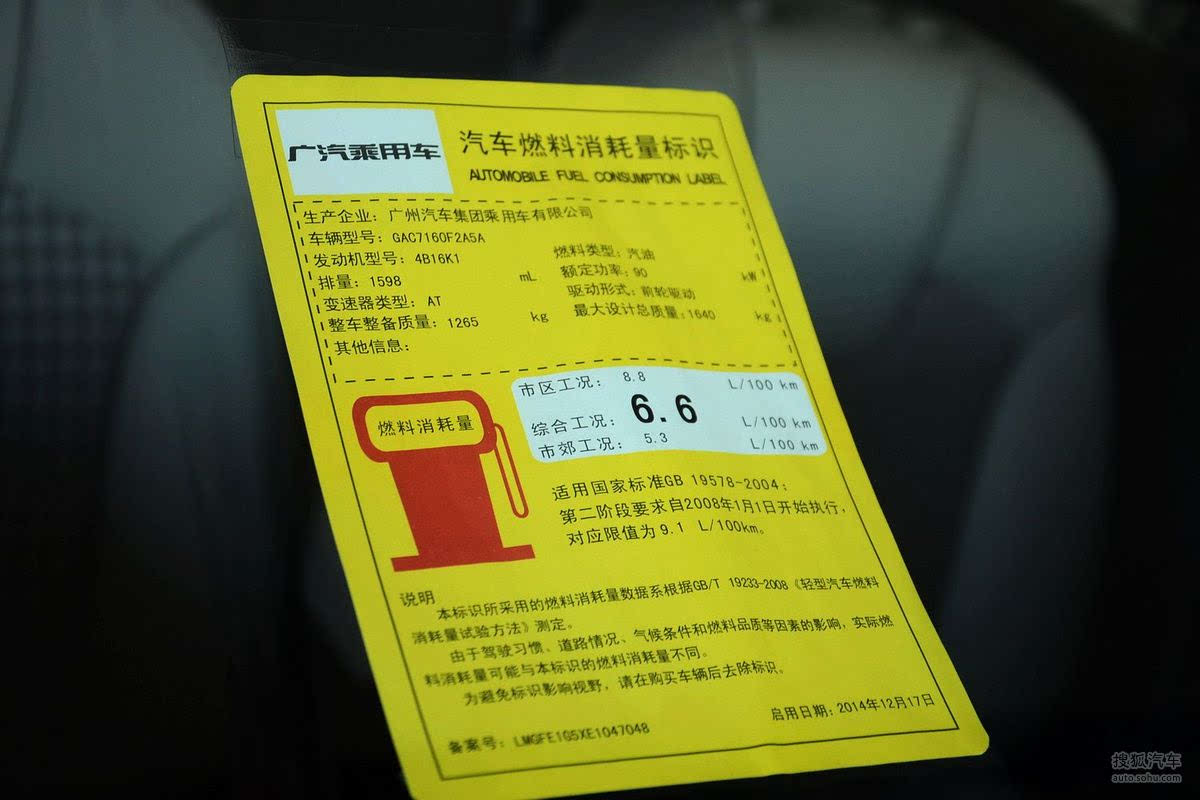 广汽乘用车
汽车燃料消耗量标识
AUTOMOBILE FUEL CONSUMPTION LABEL
生产企业：广州汽车集团乘用车有限公司
车辆型号：GAC7160F2A5A
发动机型号：4B16K1 燃料类型：汽油
排量：1598 mL 额定功率：90 kW
变速器类型：AT 驱动形式：前轮驱动
整车整备质量：1265 kg 最大设计总质量：1640 kg
其他信息：
燃料消耗量
市区工况： 8.8 L/100 km
综合工况： 6.6 L/100 km
市郊工况： 5.3 L/100 km
适用国家标准GB 19578-2004；
第二阶段要求自2008年1月1日开始执行，
对应限值为9.1 L/100km。
说明
本标识所采用的燃料消耗量数据系根据GB/T 19233-2008《轻型汽车燃料
消耗量试验方法》测定。
由于驾驶习惯、道路情况、气候条件和燃料品质等因素的影响，实际燃
料消耗量可能与本标识的燃料消耗量不同。
为避免标识影响视野，请在购买车辆后去除标识。
备案号：LMGFE1G5XE1047048 启用日期：2014年12月17日
搜狐汽车
auto.sohu.com